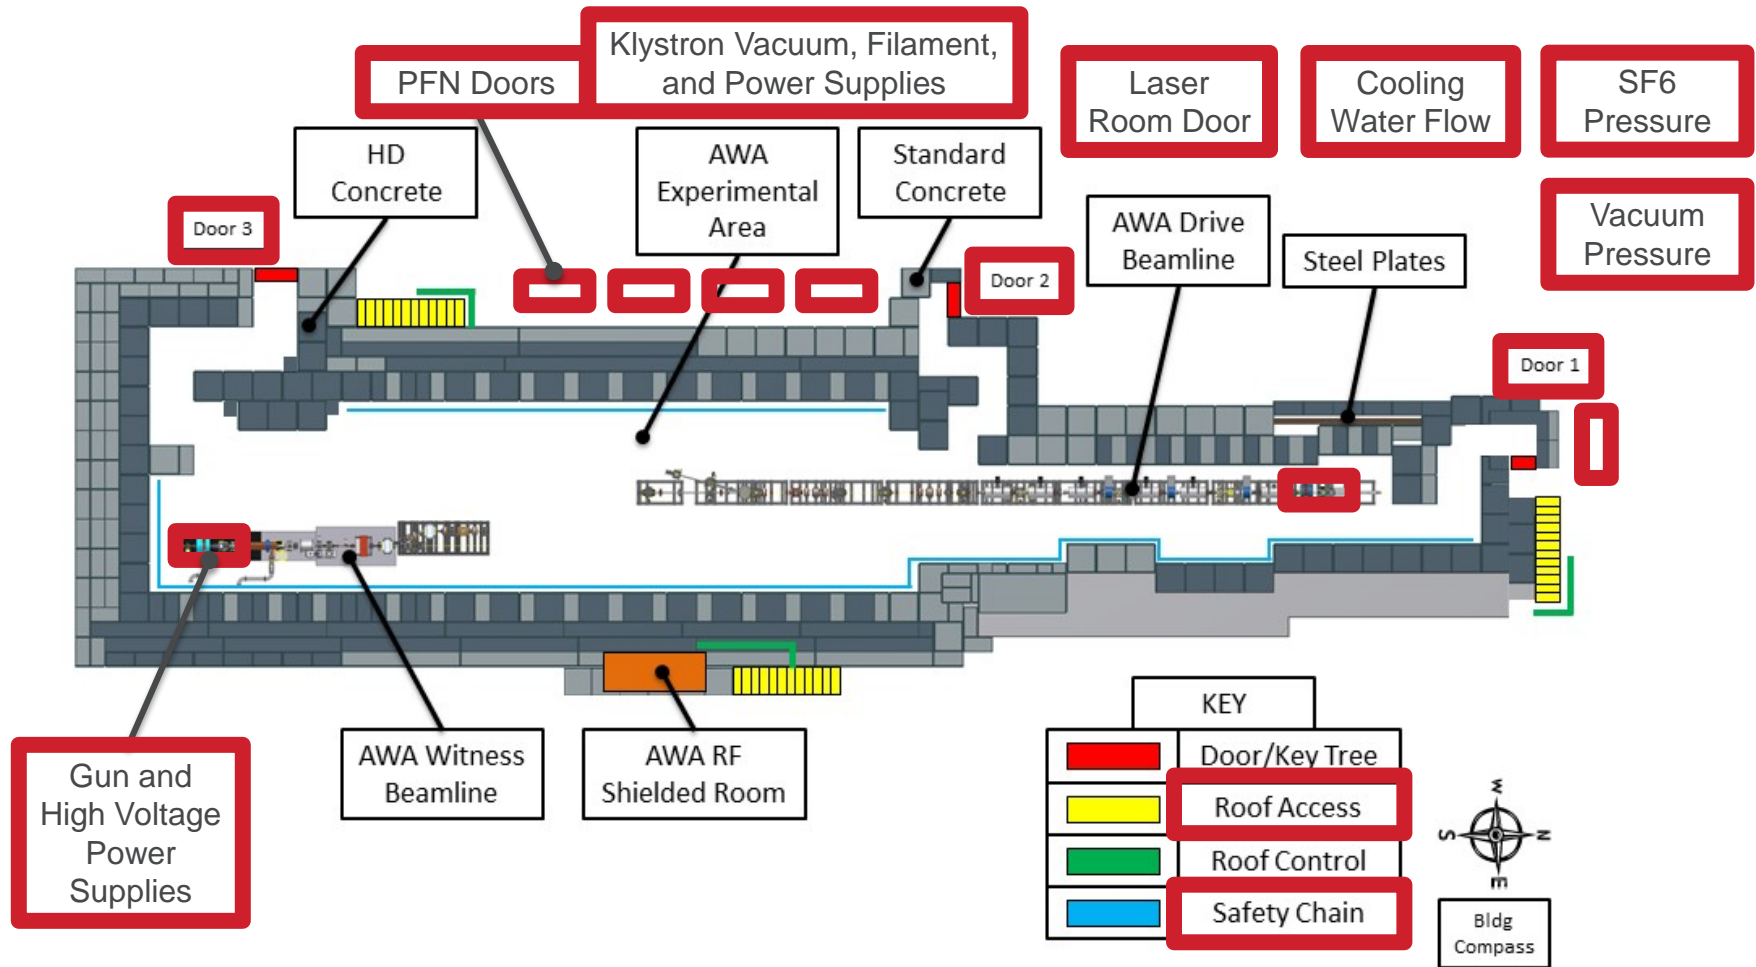 Klystron Vacuum, Filament,
and Power Supplies
PFN Doors
Laser
Room Door
Cooling
Water Flow
SF6
Pressure
HD
Concrete
AWA
Experimental
Area
Standard
Concrete
Vacuum
Pressure
Door 3
AWA Drive
Beamline
Steel Plates
Door 2
Door 1
Gun and
High Voltage
Power
Supplies
AWA Witness
Beamline
AWA RF
Shielded Room
KEY
Door/Key Tree
Roof Access
Roof Control
Safety Chain
W
S
N
E
Bldg
Compass